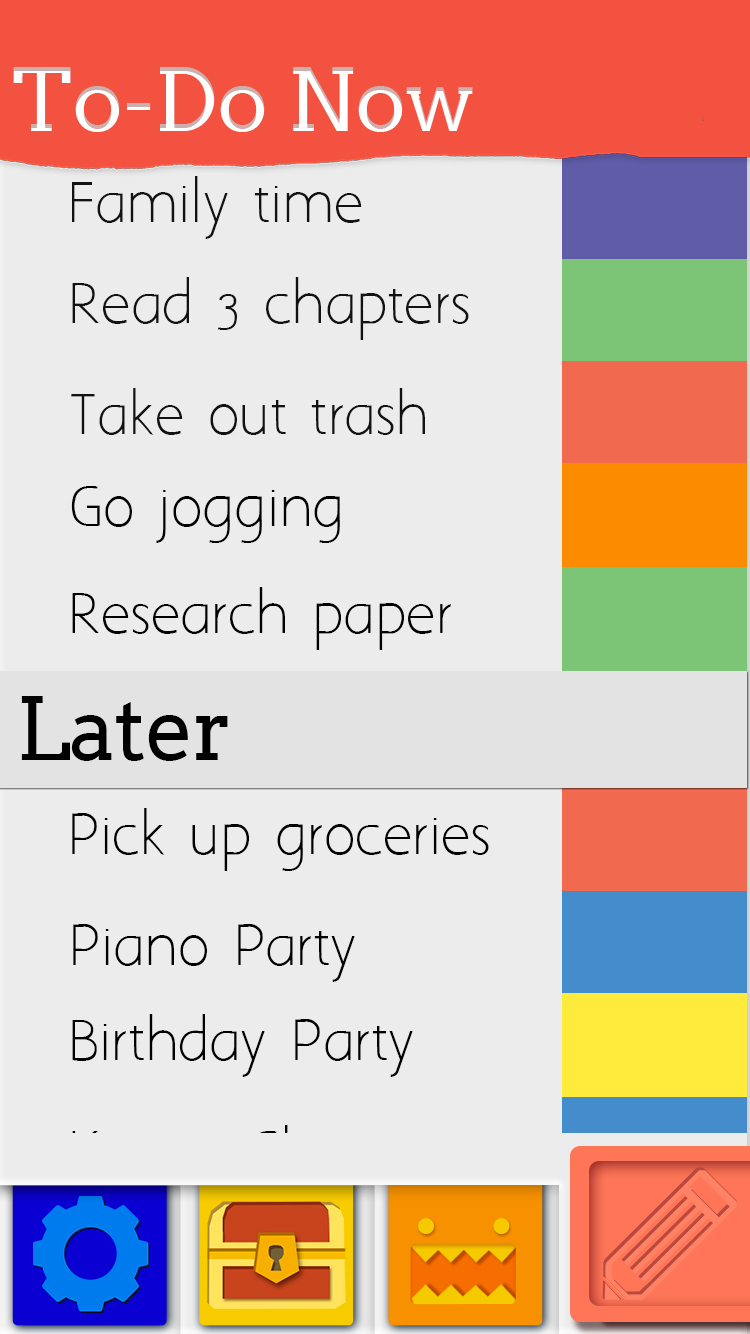 To-Do Now
Family time
Read 3 chapters
Take out trash
Go jogging
Research paper
Later
Pick up groceries
Piano Party
Birthday Party